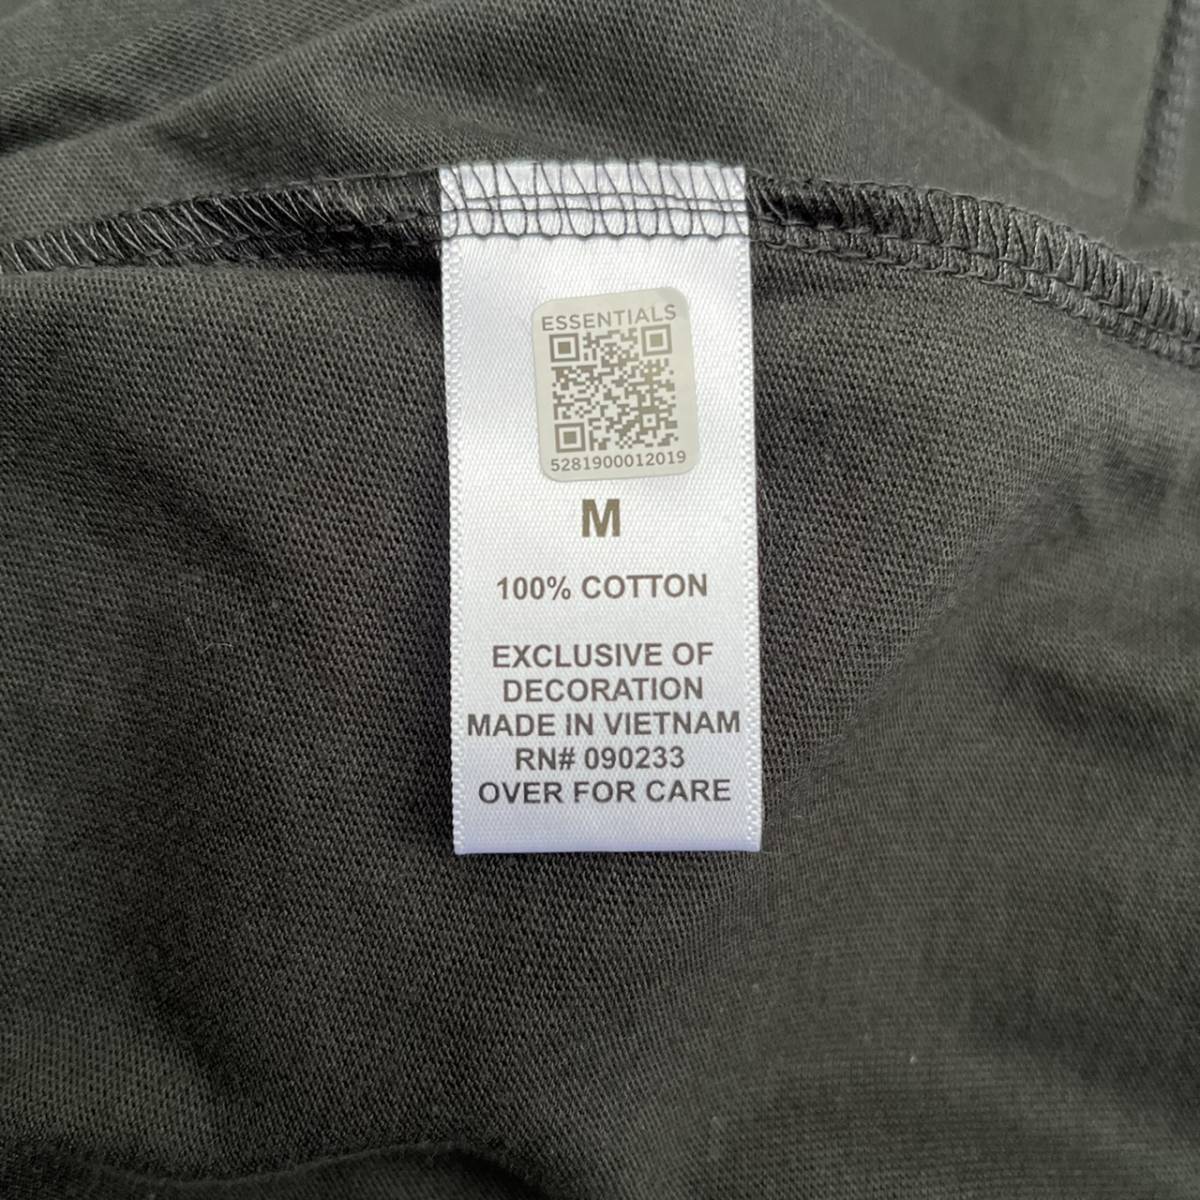 ESSENTIALS
5281900012019
M
100% COTTON
EXCLUSIVE OF
DECORATION
MADE IN VIETNAM
RN# 090233
OVER FOR CARE